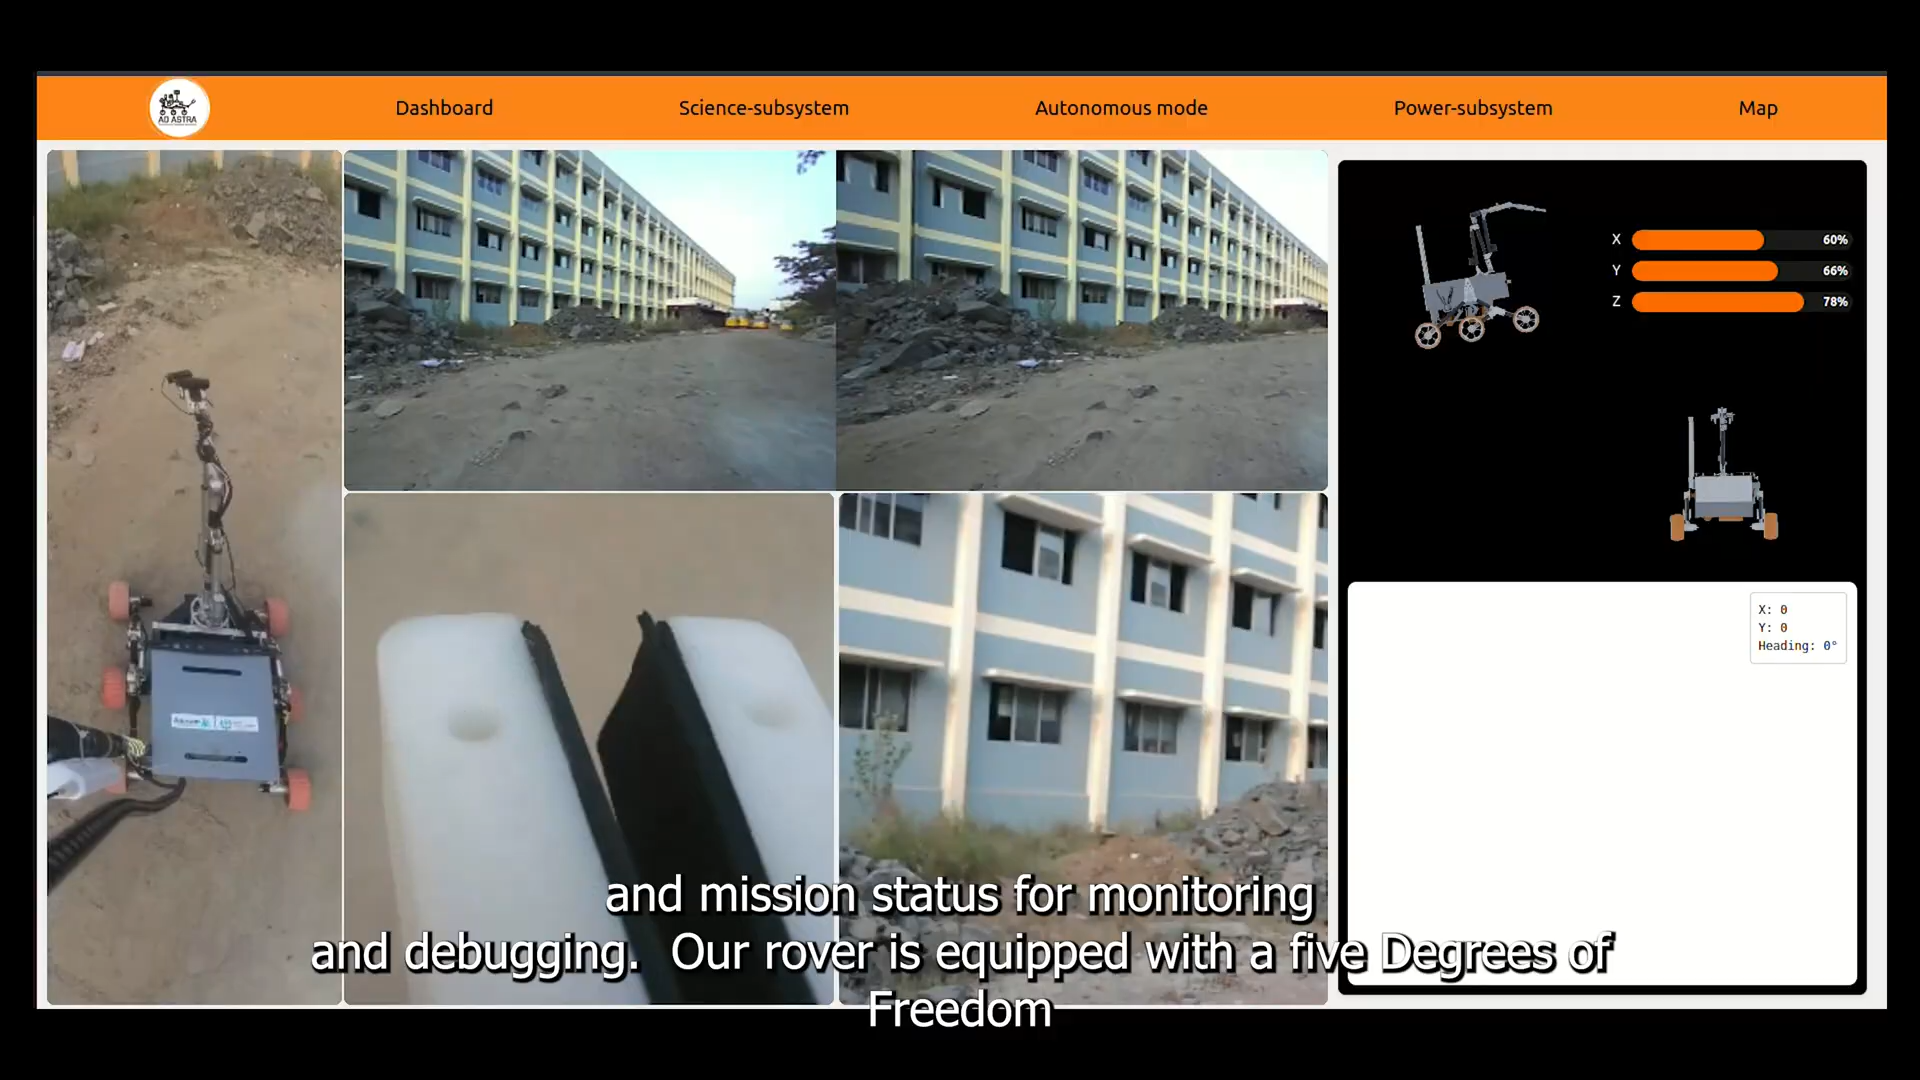 AD ASTRA
Dashboard
Science-subsystem
Autonomous mode
Power-subsystem
Map
X 60%
Y 66%
Z 78%
X: 0
Y: 0
Heading: 0°
and mission status for monitoring
and debugging. Our rover is equipped with a five Degrees of
Freedom